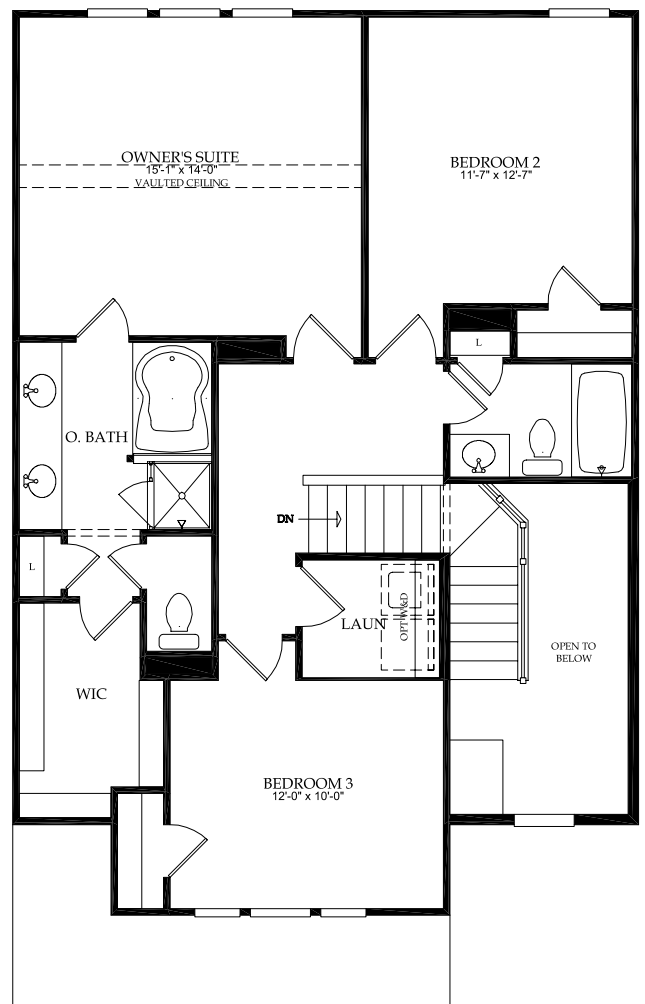 OWNER'S SUITE
15'-1" x 14'-0"
VAULTED CEILING
BEDROOM 2
11'-7" x 12'-7"
L
O. BATH
DN
L
LAUN
OPT W&D
OPEN TO
BELOW
WIC
BEDROOM 3
12'-0" x 10'-0"